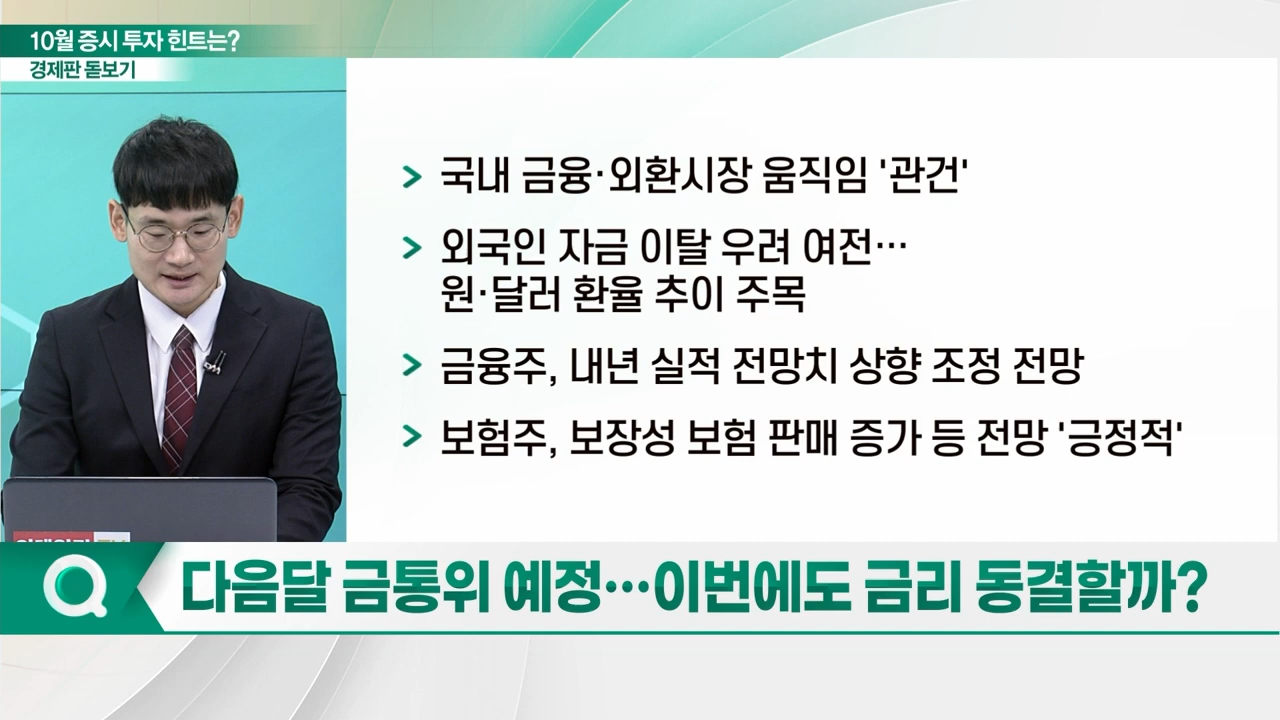 10월 증시 투자 힌트는?
경제판 돋보기
국내 금융·외환시장 움직임 '관건'
외국인 자금 이탈 우려 여전…
원·달러 환율 추이 주목
금융주, 내년 실적 전망치 상향 조정 전망
보험주, 보장성 보험 판매 증가 등 전망 '긍정적'
다음달 금통위 예정…이번에도 금리 동결할까?